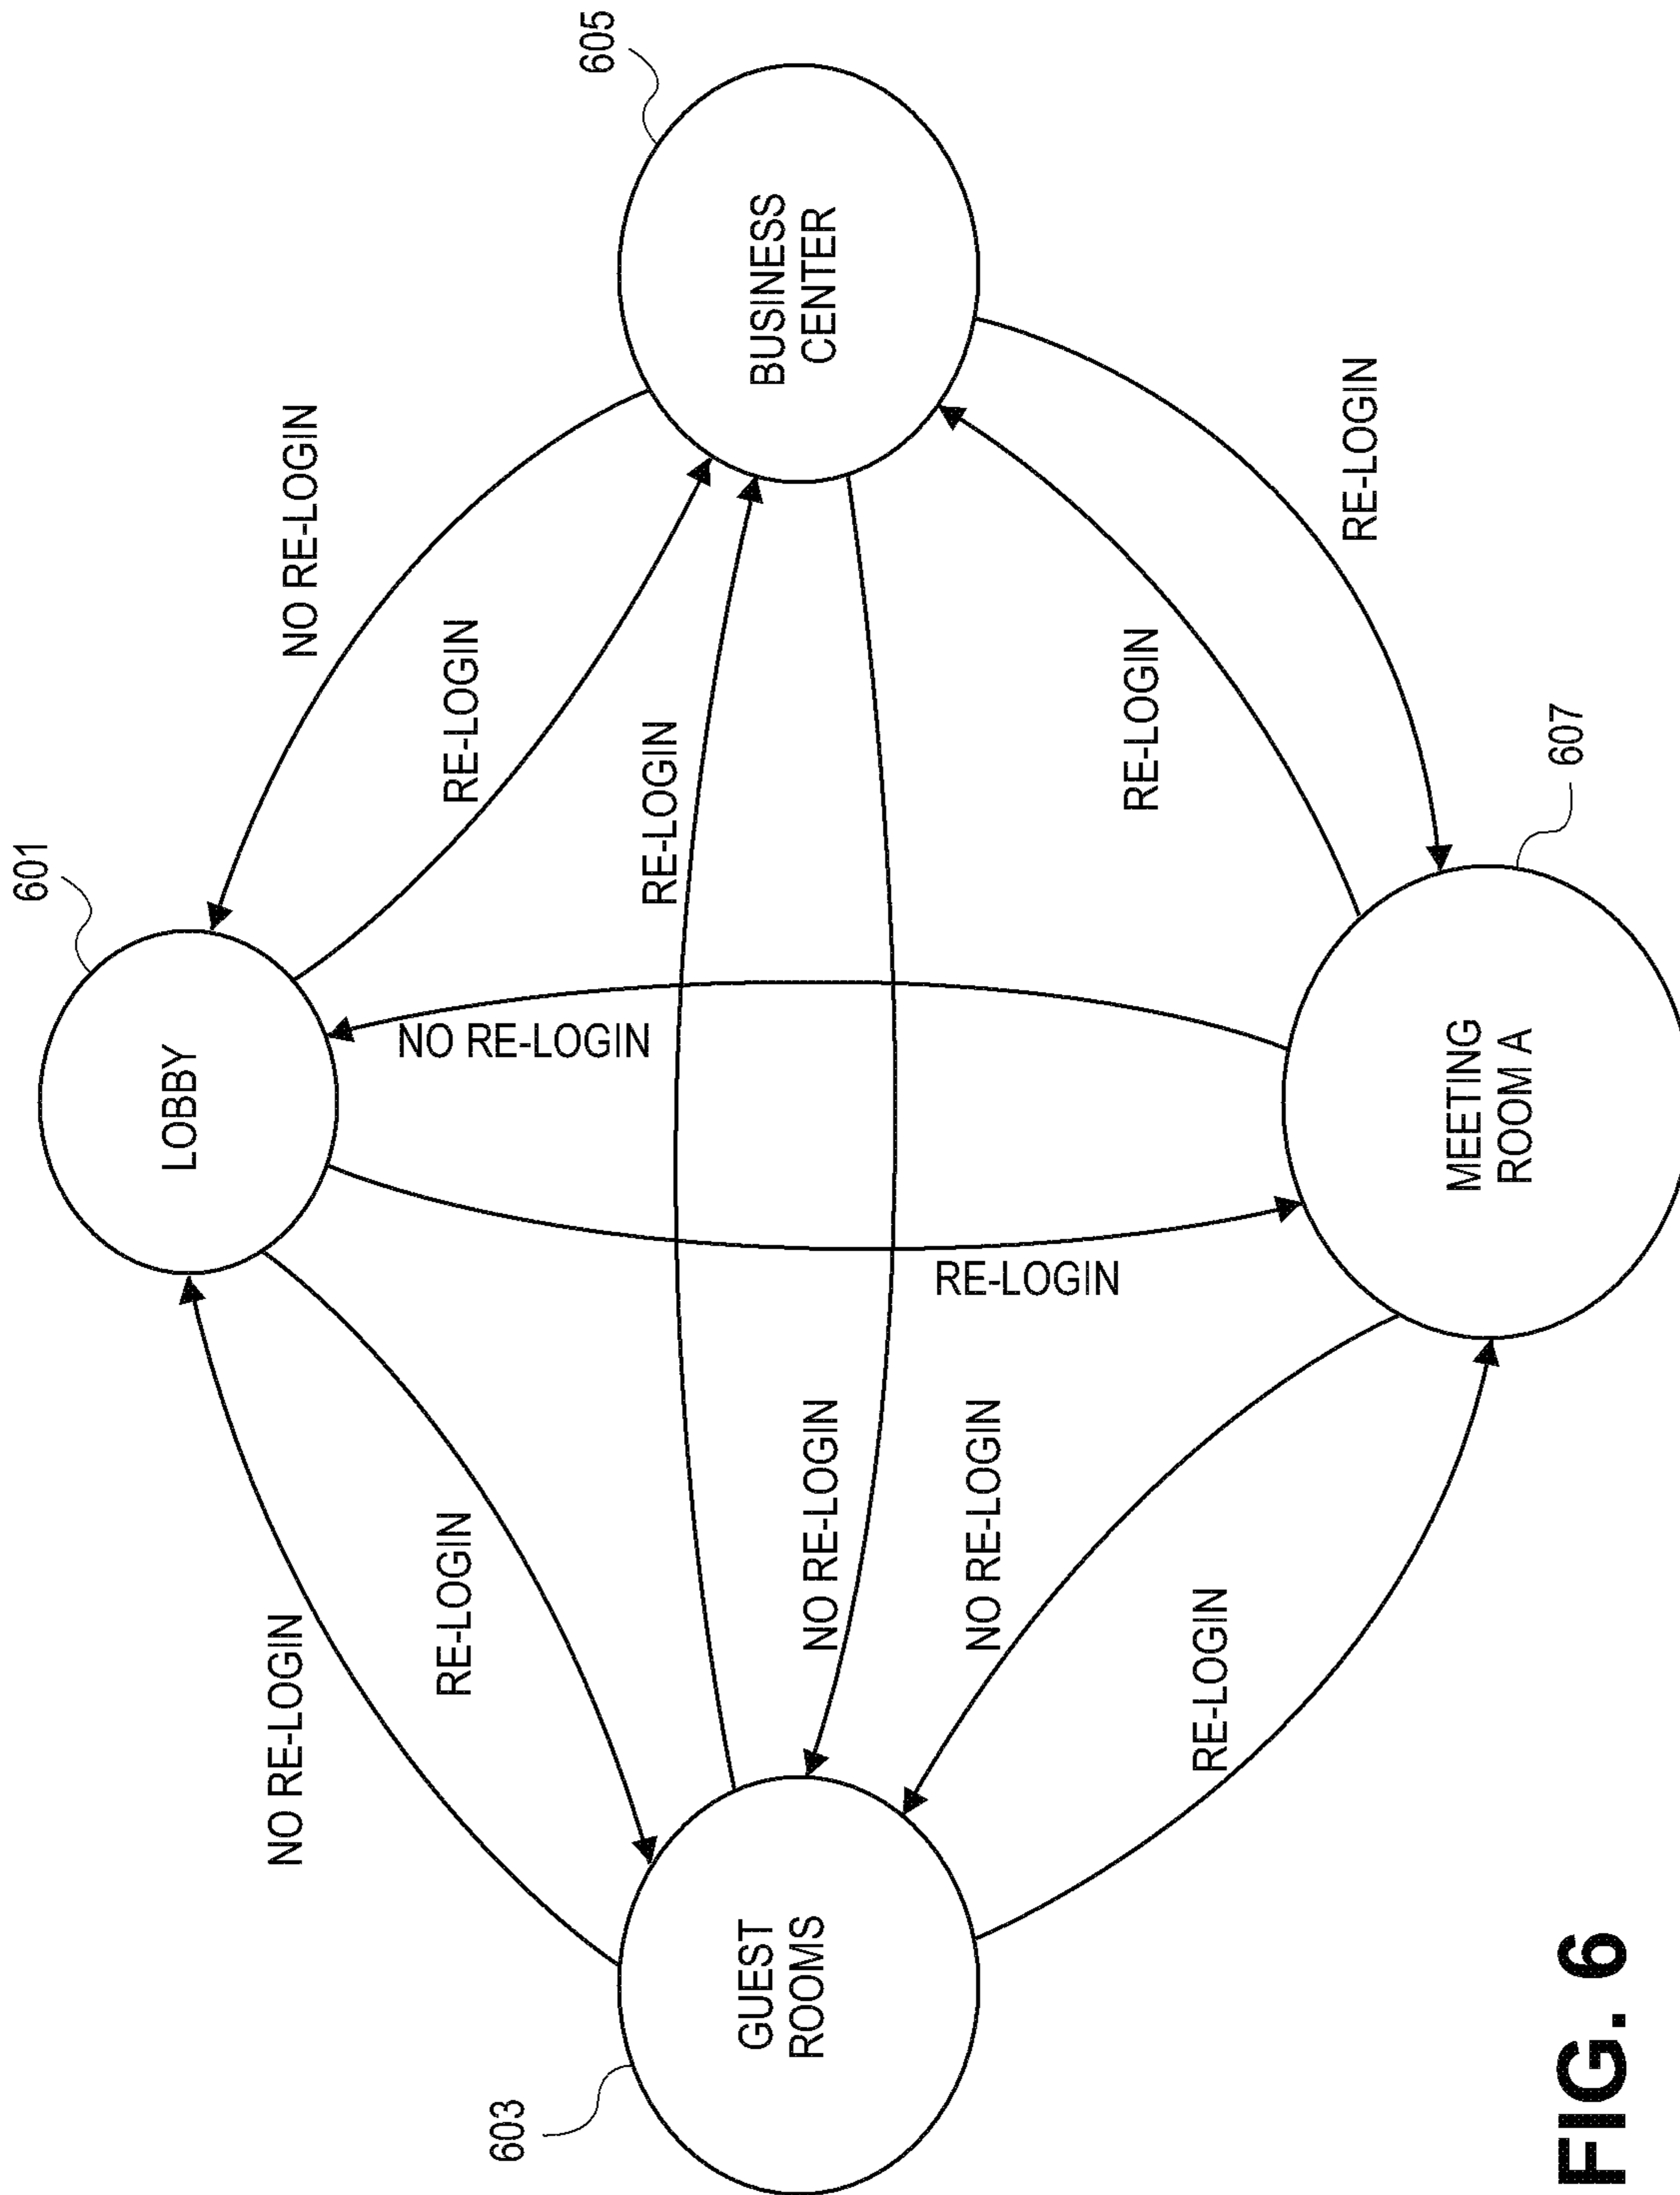 601
LOBBY
NO RE-LOGIN
NO RE-LOGIN
RE-LOGIN
RE-LOGIN
603
NO RE-LOGIN
605
RE-LOGIN
GUEST
ROOMS
BUSINESS
CENTER
NO RE-LOGIN
NO RE-LOGIN
RE-LOGIN
RE-LOGIN
RE-LOGIN
RE-LOGIN
MEETING
ROOM A
607
FIG. 6